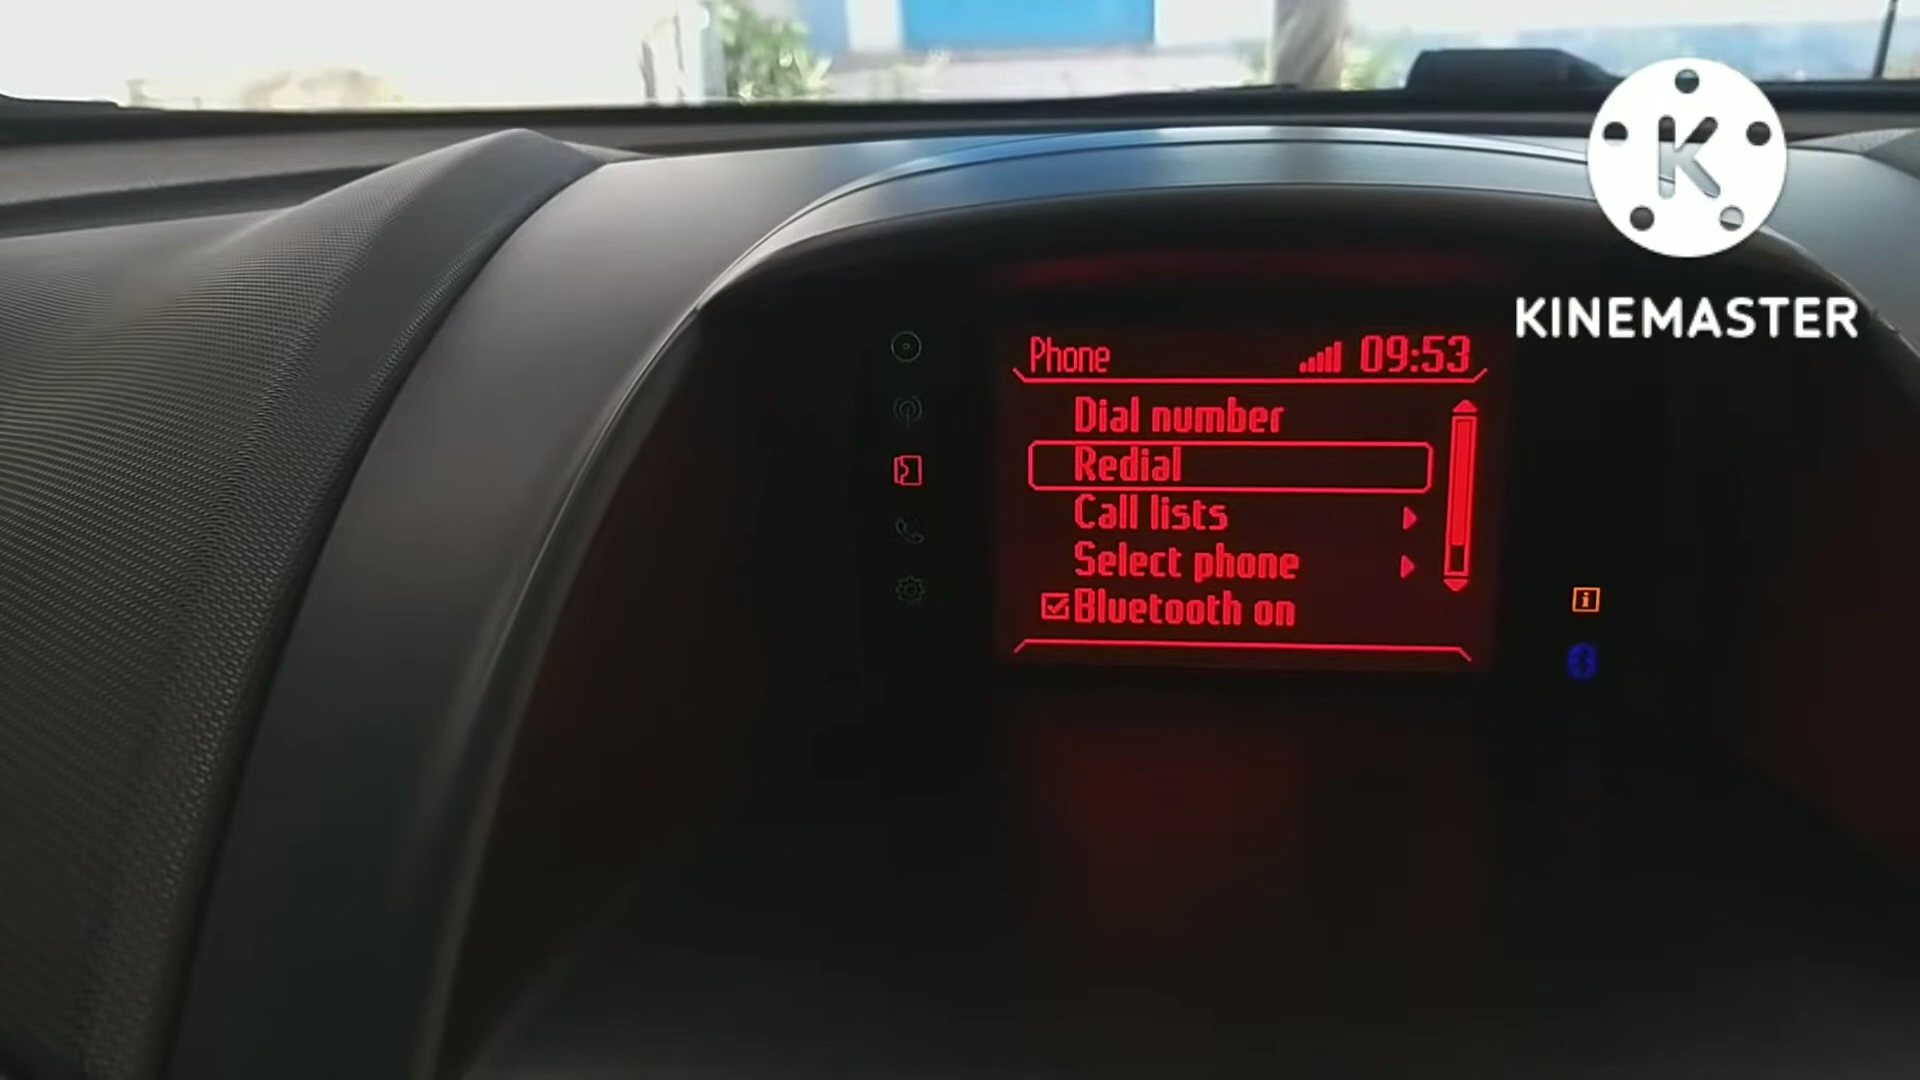 K
KINEMASTER
Phone 09:53
Dial number
Redial
Call lists
Select phone
Bluetooth on
i